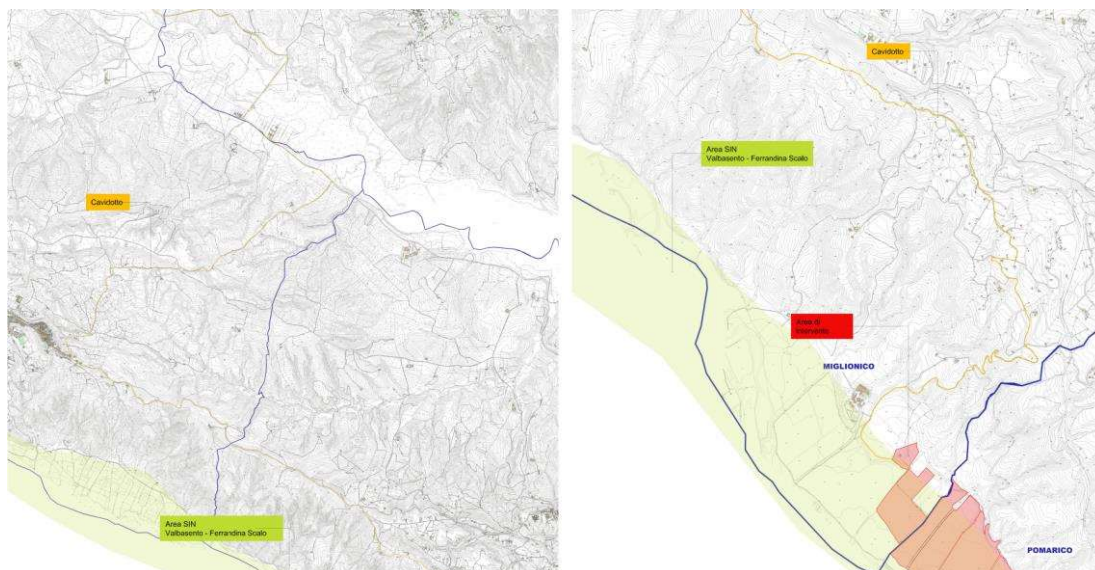 Cavidotto
Area SIN
Valbasento - Ferrandina Scalo
Cavidotto
Area SIN
Valbasento - Ferrandina Scalo
Area di
Intervento
MIGLIONICO
POMARICO